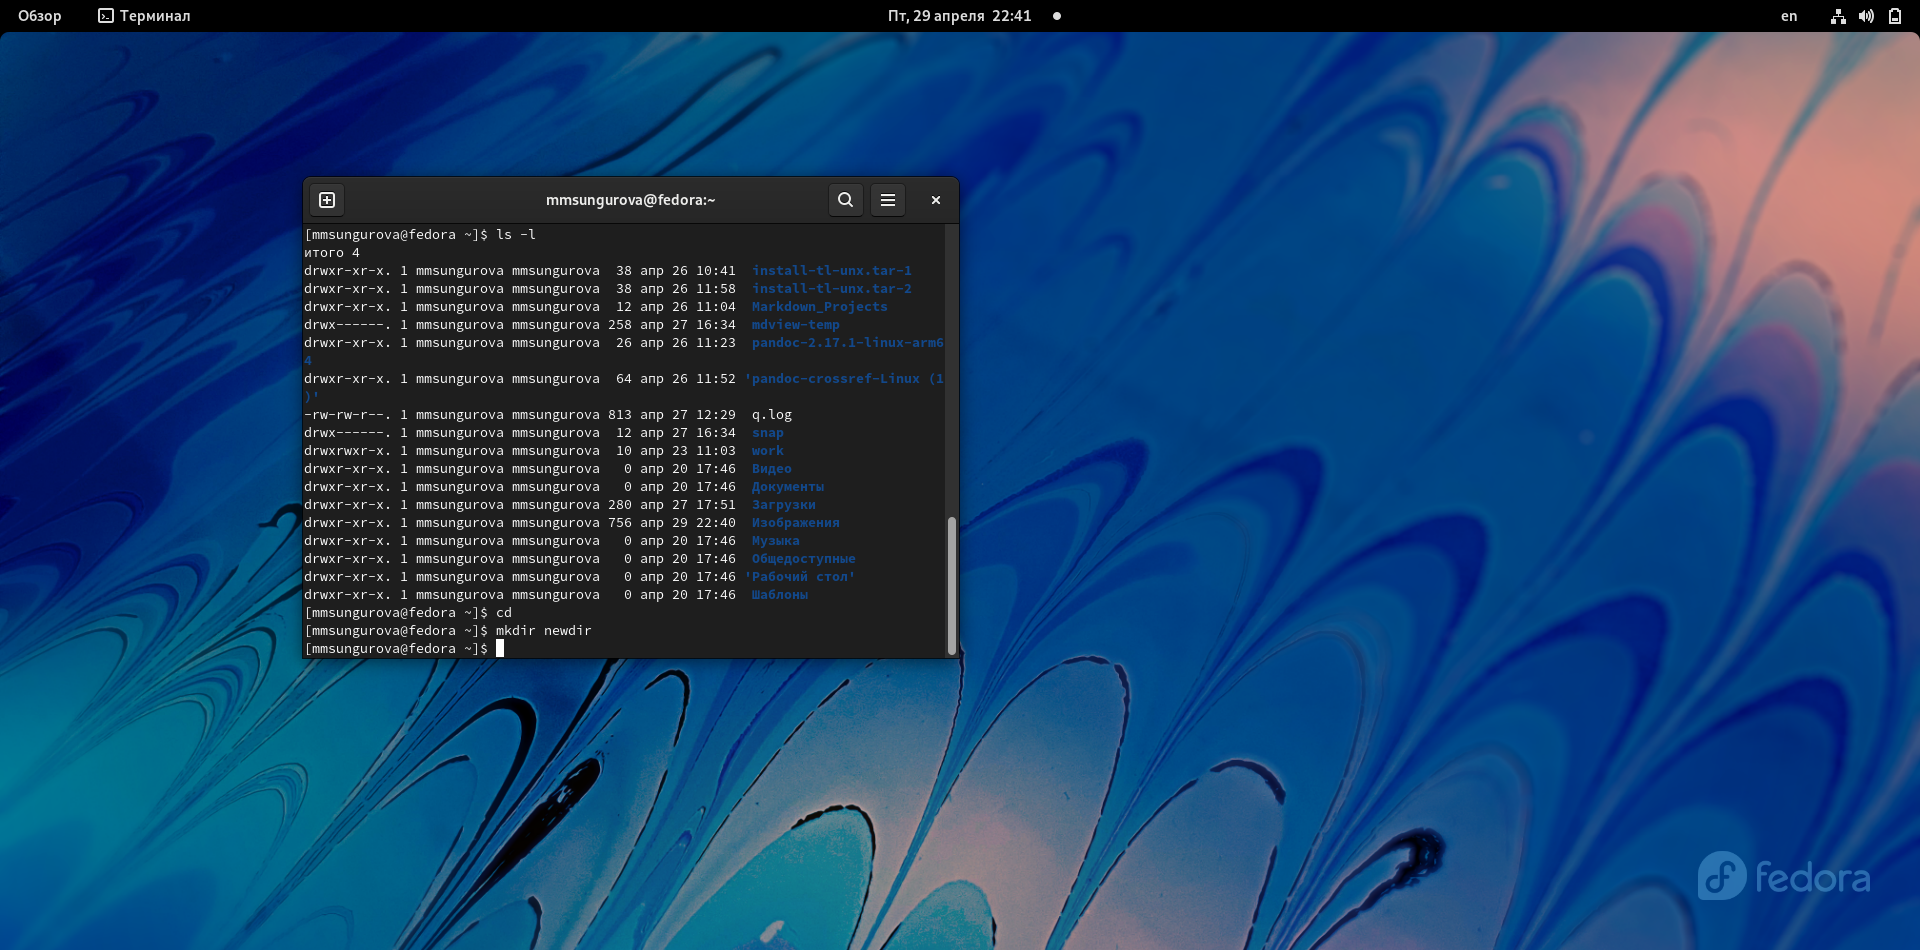 Обзор Терминал Пт, 29 апреля 22:41 en
mmsungurova@fedora:~
[mmsungurova@fedora ~]$ ls -l
итого 4
drwxr-xr-x. 1 mmsungurova mmsungurova  38 апр 26 10:41  install-tl-unx.tar-1
drwxr-xr-x. 1 mmsungurova mmsungurova  38 апр 26 11:58  install-tl-unx.tar-2
drwxr-xr-x. 1 mmsungurova mmsungurova  12 апр 26 11:04  Markdown_Projects
drwx------. 1 mmsungurova mmsungurova 258 апр 27 16:34  mdview-temp
drwxr-xr-x. 1 mmsungurova mmsungurova  26 апр 26 11:23  pandoc-2.17.1-linux-arm6
4
drwxr-xr-x. 1 mmsungurova mmsungurova  64 апр 26 11:52 'pandoc-crossref-Linux (1
)'
-rw-rw-r--. 1 mmsungurova mmsungurova 813 апр 27 12:29  q.log
drwx------. 1 mmsungurova mmsungurova  12 апр 27 16:34  snap
drwxrwxr-x. 1 mmsungurova mmsungurova  10 апр 23 11:03  work
drwxr-xr-x. 1 mmsungurova mmsungurova   0 апр 20 17:46  Видео
drwxr-xr-x. 1 mmsungurova mmsungurova   0 апр 20 17:46  Документы
drwxr-xr-x. 1 mmsungurova mmsungurova 280 апр 27 17:51  Загрузки
drwxr-xr-x. 1 mmsungurova mmsungurova 756 апр 29 22:40  Изображения
drwxr-xr-x. 1 mmsungurova mmsungurova   0 апр 20 17:46  Музыка
drwxr-xr-x. 1 mmsungurova mmsungurova   0 апр 20 17:46  Общедоступные
drwxr-xr-x. 1 mmsungurova mmsungurova   0 апр 20 17:46 'Рабочий стол'
drwxr-xr-x. 1 mmsungurova mmsungurova   0 апр 20 17:46  Шаблоны
[mmsungurova@fedora ~]$ cd
[mmsungurova@fedora ~]$ mkdir newdir
[mmsungurova@fedora ~]$
fedora